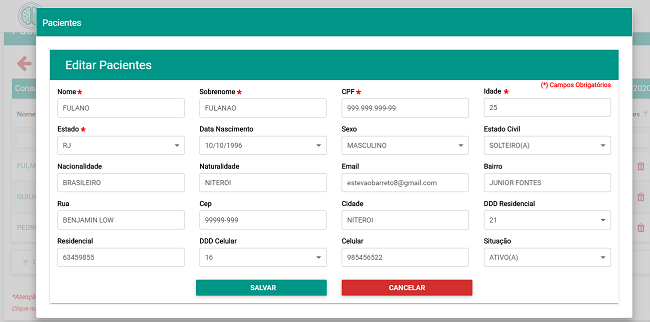 Pacientes
Editar Pacientes
(*) Campos Obrigatórios
Nome * Sobrenome * CPF * Idade *
FULANO FULANAO 999.999.999-99 25
Estado * Data Nascimento Sexo Estado Civil
RJ 10/10/1996 MASCULINO SOLTEIRO(A)
Nacionalidade Naturalidade Email Bairro
BRASILEIRO NITEROI estevaobarreto8@gmail.com JUNIOR FONTES
Rua Cep Cidade DDD Residencial
BENJAMIN LOW 99999-999 NITEROI 21
Residencial DDD Celular Celular Situação
63459855 16 985456522 ATIVO(A)
SALVAR CANCELAR
Nome
*Atenção